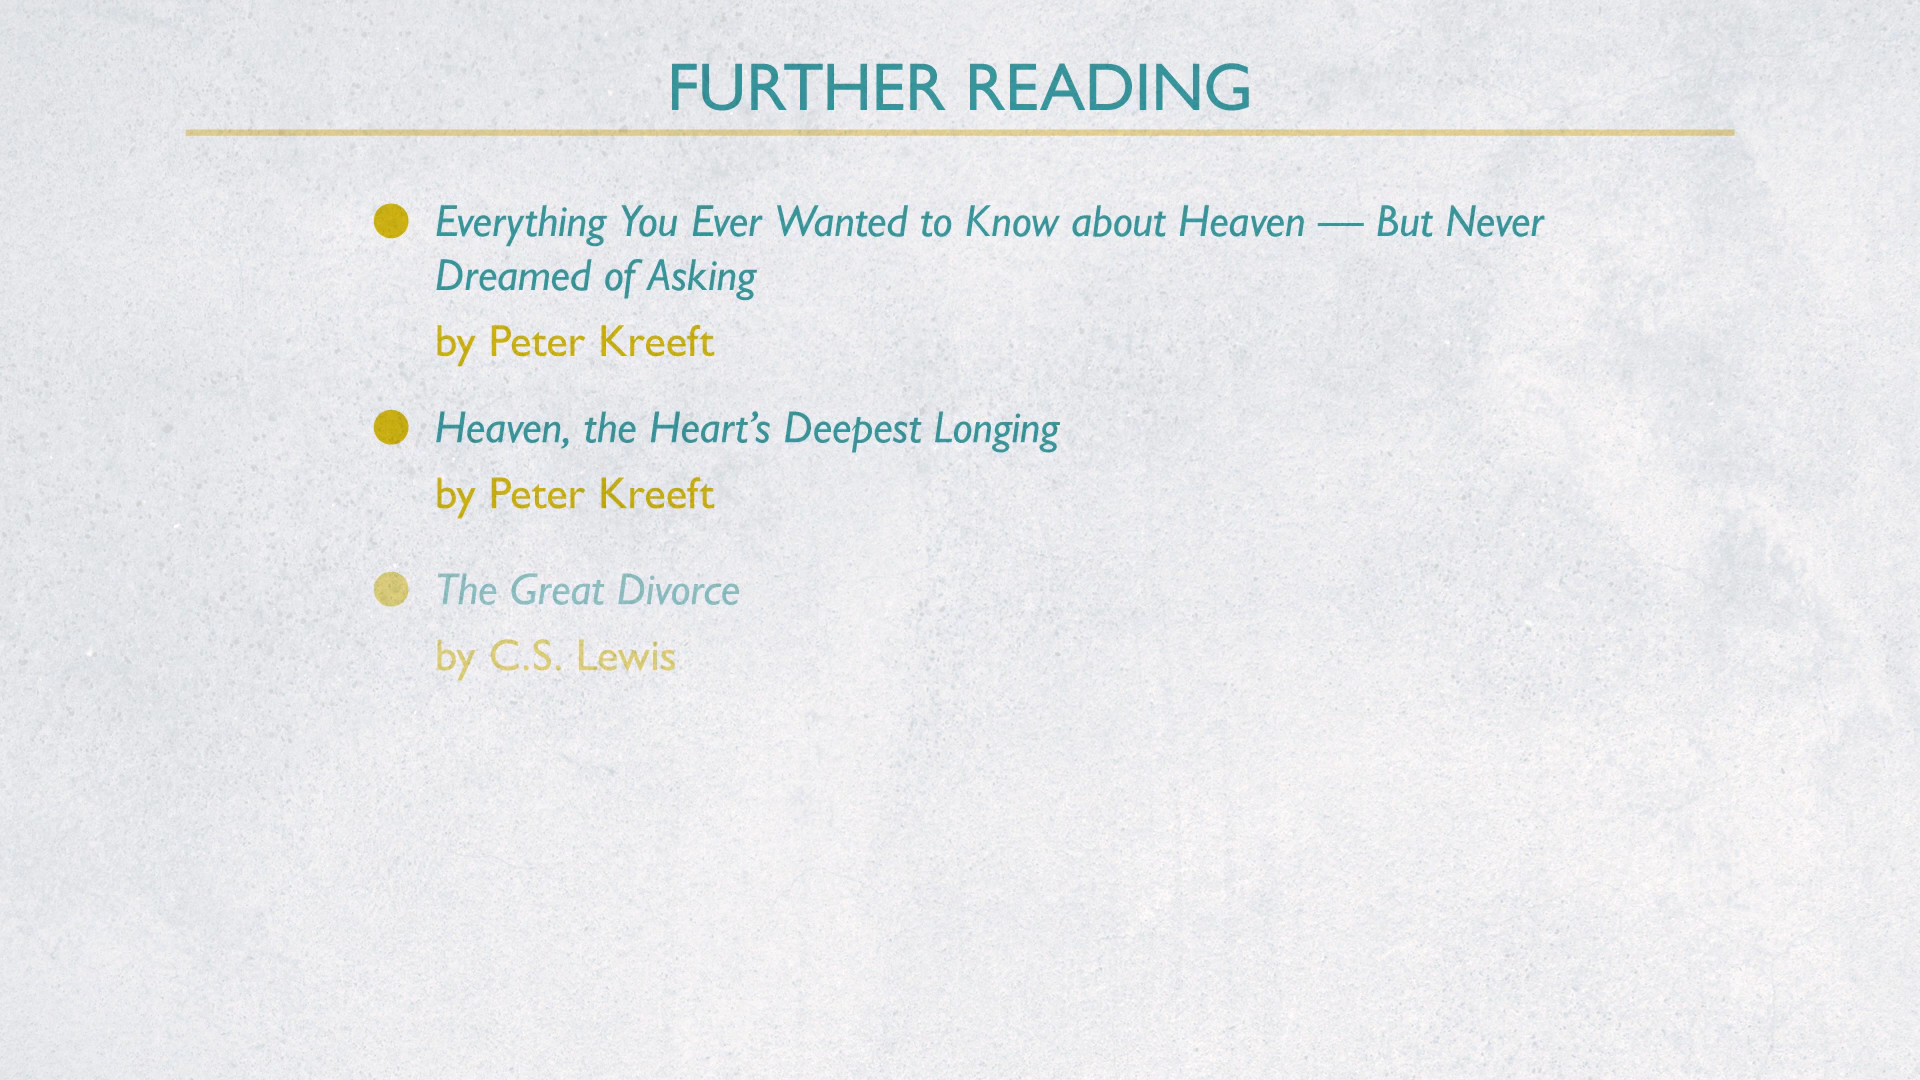 FURTHER READING
Everything You Ever Wanted to Know about Heaven — But Never
Dreamed of Asking
by Peter Kreeft
Heaven, the Heart’s Deepest Longing
by Peter Kreeft
The Great Divorce
by C.S. Lewis